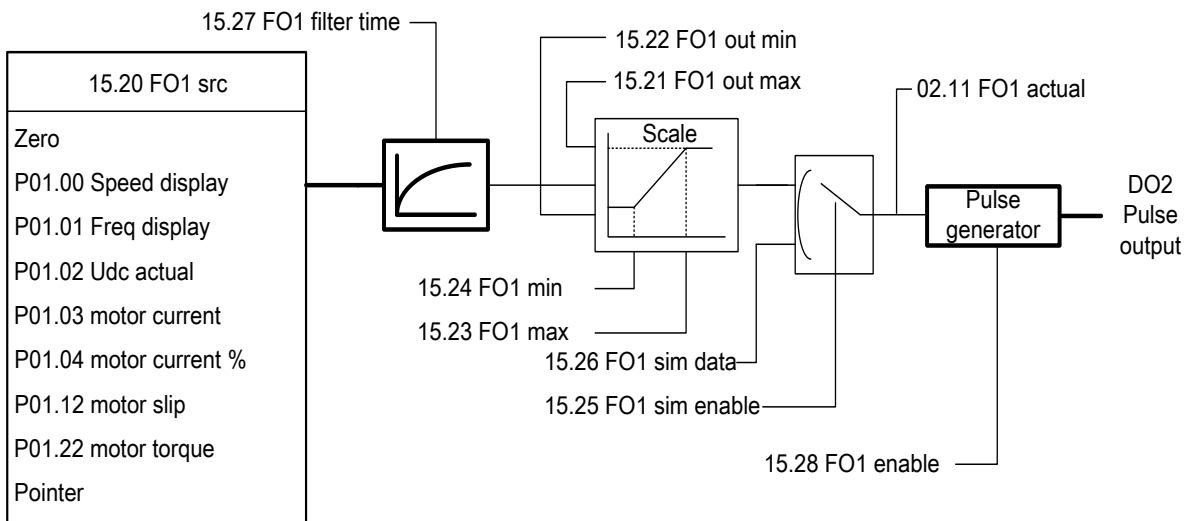 15.27 FO1 filter time
15.20 FO1 src
Zero
P01.00 Speed display
P01.01 Freq display
P01.02 Udc actual
P01.03 motor current
P01.04 motor current %
P01.12 motor slip
P01.22 motor torque
Pointer
15.22 FO1 out min
15.21 FO1 out max
Scale
15.24 FO1 min
15.23 FO1 max
15.26 FO1 sim data
15.25 FO1 sim enable
02.11 FO1 actual
Pulse
generator
15.28 FO1 enable
DO2
Pulse
output